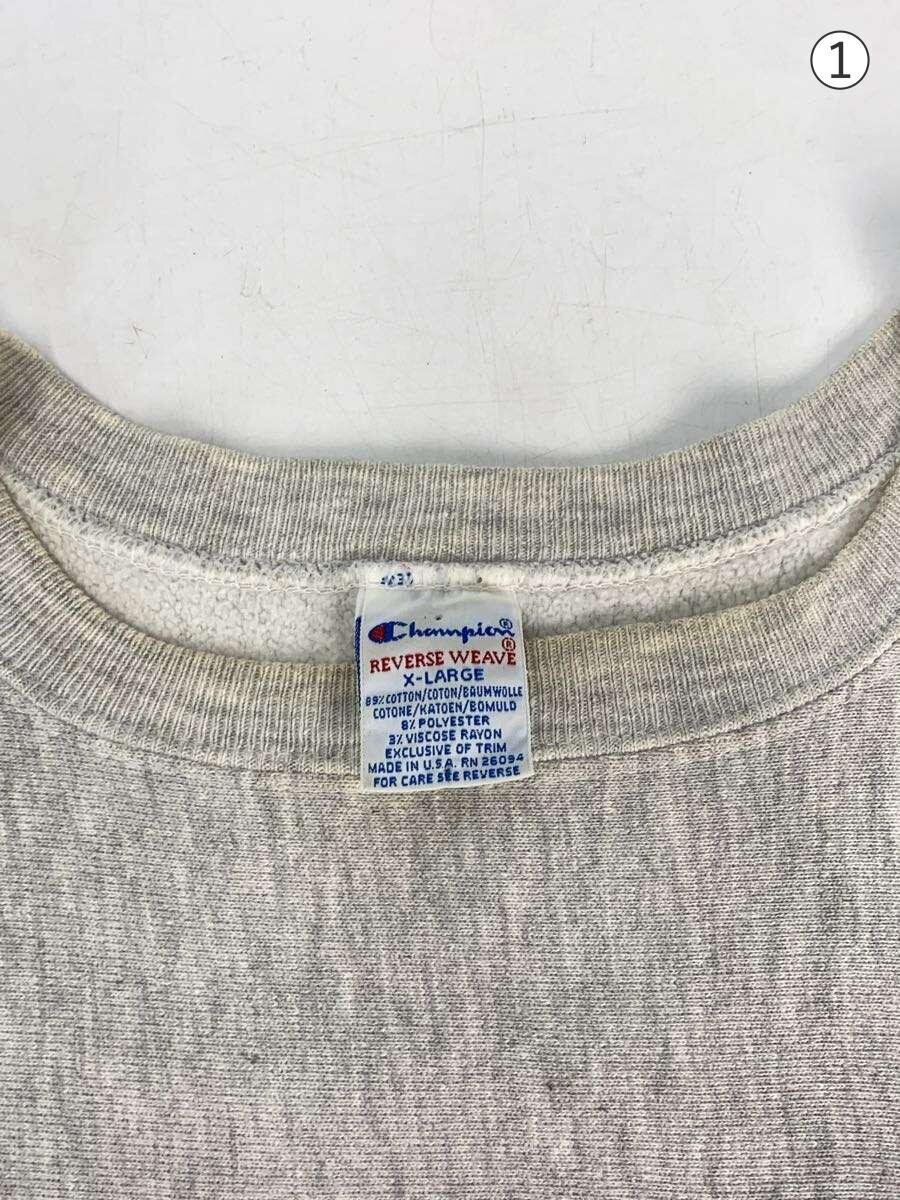 ①
Champion®
REVERSE WEAVE®
X-LARGE
89% COTTON/COTON/BAUMWOLLE
COTONE/KATOEN/BOMULD
8% POLYESTER
3% VISCOSE RAYON
EXCLUSIVE OF TRIM
MADE IN U.S.A. RN 26094
FOR CARE SEE REVERSE